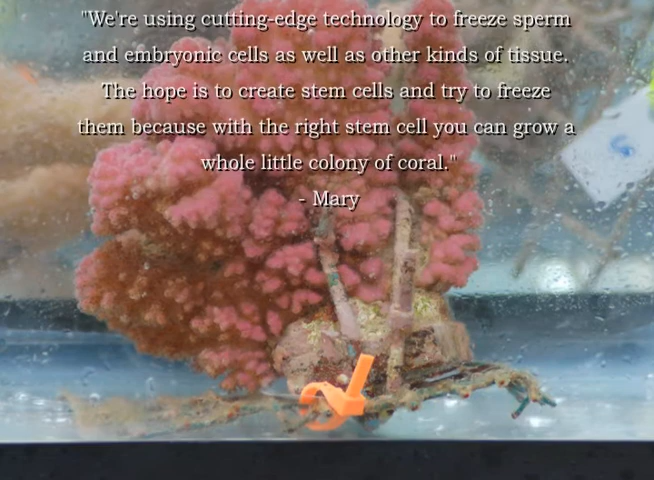 "We're using cutting-edge technology to freeze sperm
and embryonic cells as well as other kinds of tissue.
The hope is to create stem cells and try to freeze
them because with the right stem cell you can grow a
whole little colony of coral."
- Mary